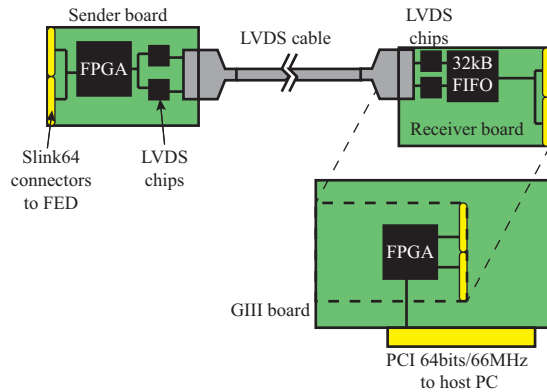 Sender board
LVDS cable
LVDS
chips
FPGA
32kB
FIFO
Receiver board
Slink64
connectors
to FED
LVDS
chips
FPGA
GIII board
PCI 64bits/66MHz
to host PC